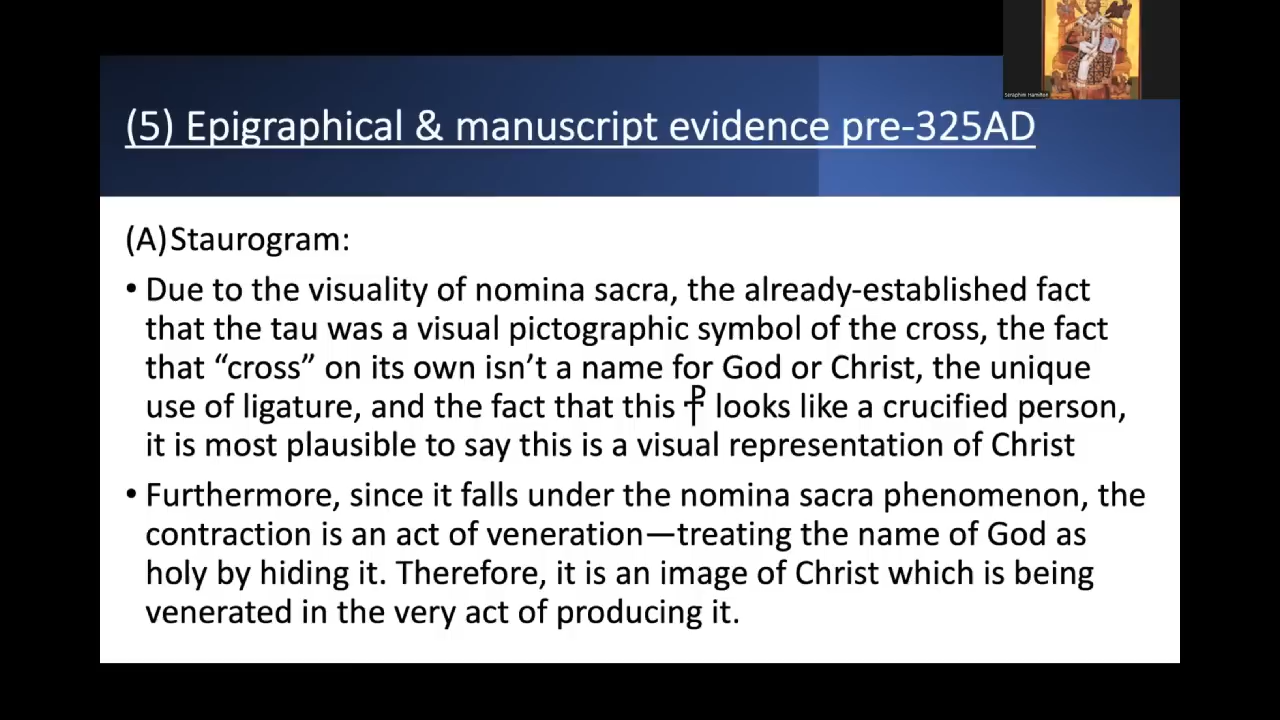 Seraphim Hamilton
(5) Epigraphical & manuscript evidence pre-325AD
(A) Staurogram:
• Due to the visuality of nomina sacra, the already-established fact
that the tau was a visual pictographic symbol of the cross, the fact
that “cross” on its own isn’t a name for God or Christ, the unique
use of ligature, and the fact that this ⳨ looks like a crucified person,
it is most plausible to say this is a visual representation of Christ
• Furthermore, since it falls under the nomina sacra phenomenon, the
contraction is an act of veneration—treating the name of God as
holy by hiding it. Therefore, it is an image of Christ which is being
venerated in the very act of producing it.